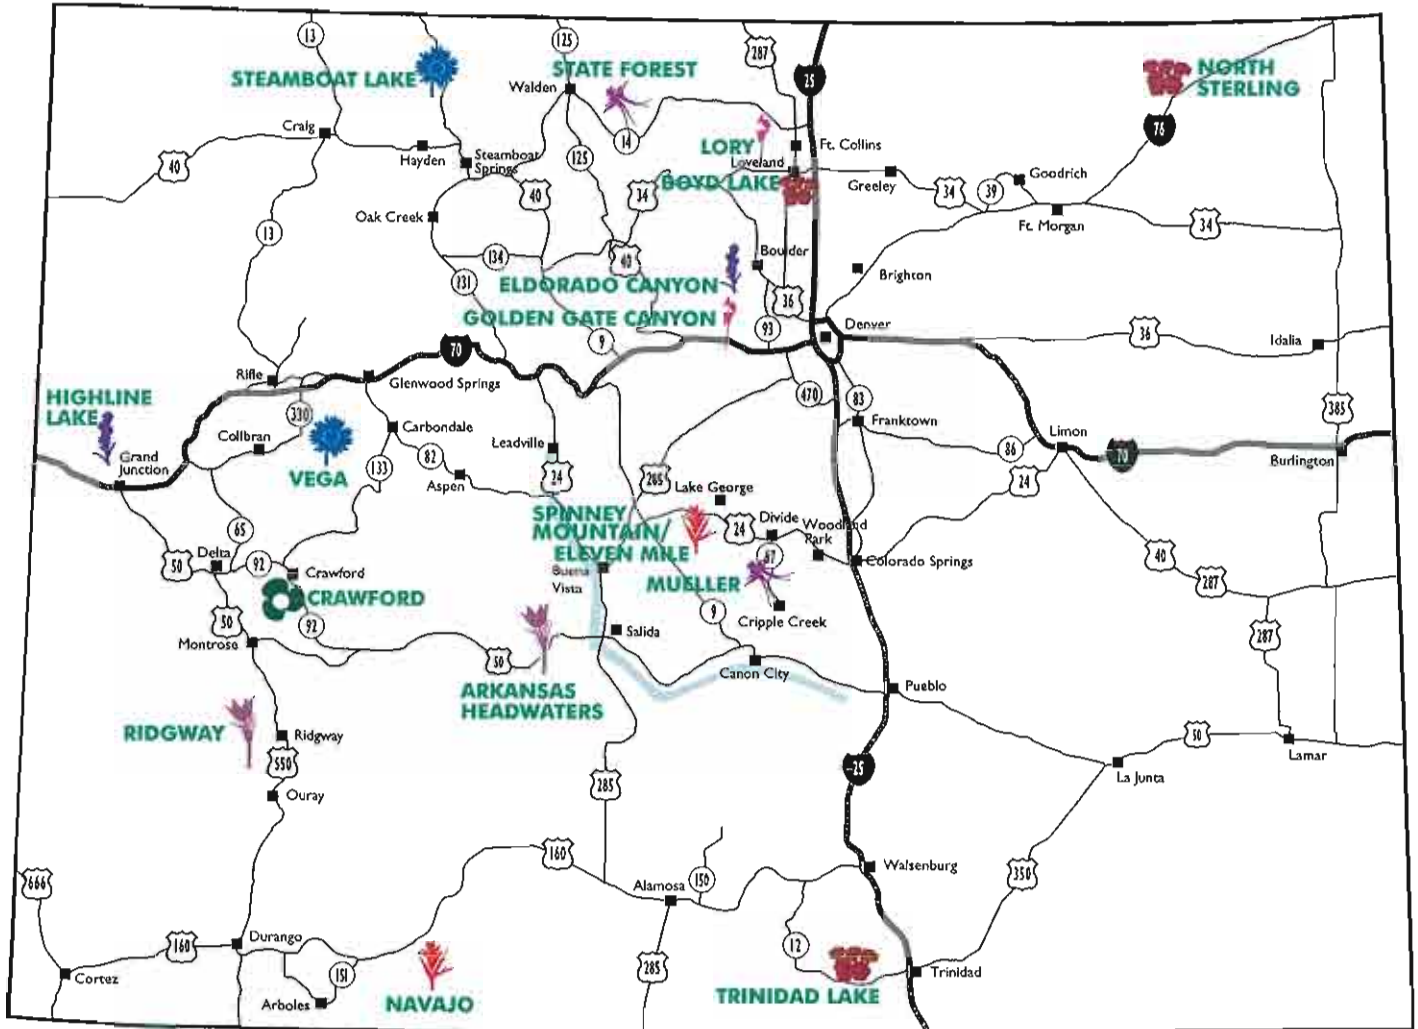 13
125
287
25
STEAMBOAT LAKE
STATE FOREST
NORTH
STERLING
Walden
Craig
Hayden
Steamboat
Springs
40
125
14
LORY
Ft. Collins
76
Loveland
BOYD LAKE
Greeley
34
39
Goodrich
Ft. Morgan
34
40
34
Oak Creek
13
134
131
40
Boulder
Brighton
ELDORADO CANYON
36
GOLDEN GATE CANYON
93
Denver
36
Idalia
9
70
Rifle
Glenwood Springs
470
83
385
HIGHLINE
LAKE
330
Collbran
Carbondale
Leadville
Franktown
86
Limon
70
Burlington
Grand
Junction
VEGA
133
82
Aspen
24
285
Lake George
24
SPINNEY
MOUNTAIN/
ELEVEN MILE
24
Divide
Woodland
Park
67
65
50
Delta
92
Crawford
CRAWFORD
Buena
Vista
MUELLER
Colorado Springs
40
287
50
92
Montrose
50
Salida
9
Cripple Creek
287
Canon City
ARKANSAS
HEADWATERS
Pueblo
RIDGWAY
Ridgway
550
Ouray
285
25
50
Lamar
La Junta
160
666
Alamosa
150
Walsenburg
350
160
Durango
Cortez
151
Arboles
NAVAJO
285
12
TRINIDAD LAKE
Trinidad